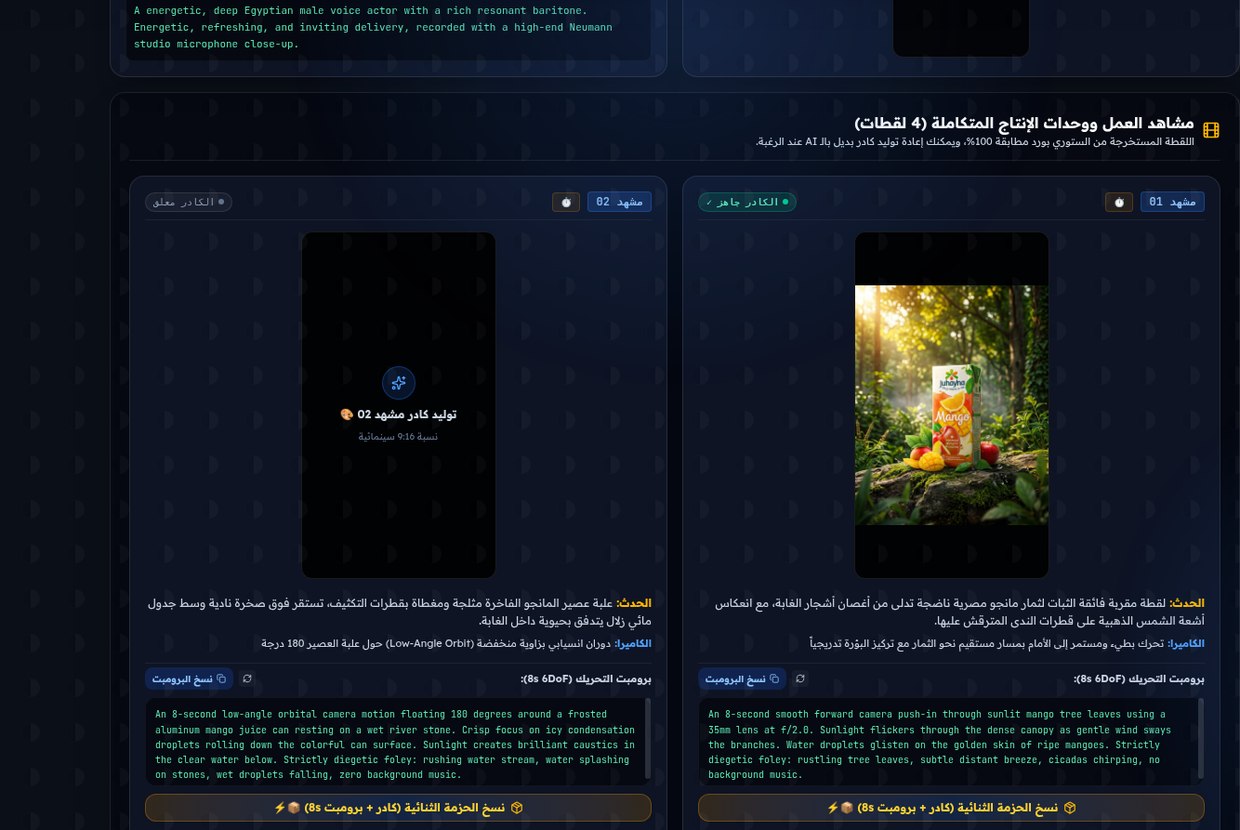 A energetic, deep Egyptian male voice actor with a rich resonant baritone.
Energetic, refreshing, and inviting delivery, recorded with a high-end Neumann
studio microphone close-up.
مشاهد العمل ووحدات الإنتاج المتكاملة (4 لقطات)
اللقطة المستخرجة من الستوري بورد مطابقة 100%، ويمكنك إعادة توليد كادر بديل بالـ AI عند الرغبة.
مشهد 01
الكادر جاهز ✓
Juhayna
Mango
الحدث: لقطة مقربة فائقة الثبات لثمار مانجو مصرية ناضجة تدلى من أغصان أشجار الغابة، مع انعكاس
أشعة الشمس الذهبية على قطرات الندى المترقش عليها.
الكاميرا: تحرك بطيء ومستمر إلى الأمام بمسار مستقيم نحو الثمار مع تركيز البؤرة تدريجياً
برومبت التحريك (8s 6DoF):
نسخ البرومبت
An 8-second smooth forward camera push-in through sunlit mango tree leaves using a
35mm lens at f/2.0. Sunlight flickers through the dense canopy as gentle wind sways
the branches. Water droplets glisten on the golden skin of ripe mangoes. Strictly
diegetic foley: rustling tree leaves, subtle distant breeze, cicadas chirping, no
background music.
نسخ الحزمة الثنائية (كادر + برومبت 8s) 📦⚡
مشهد 02
الكادر معلق
توليد كادر مشهد 02 🎨
نسبة 9:16 سينمائية
الحدث: علبة عصير المانجو الفاخرة مثلجة ومغطاة بقطرات التكثيف، تستقر فوق صخرة نادية وسط جدول
مائي زلال يتدفق بحيوية داخل الغابة.
الكاميرا: دوران انسيابي بزاوية منخفضة (Low-Angle Orbit) حول علبة العصير 180 درجة
برومبت التحريك (8s 6DoF):
نسخ البرومبت
An 8-second low-angle orbital camera motion floating 180 degrees around a frosted
aluminum mango juice can resting on a wet river stone. Crisp focus on icy condensation
droplets rolling down the colorful can surface. Sunlight creates brilliant caustics in
the clear water below. Strictly diegetic foley: rushing water stream, water splashing
on stones, wet droplets falling, zero background music.
نسخ الحزمة الثنائية (كادر + برومبت 8s) 📦⚡